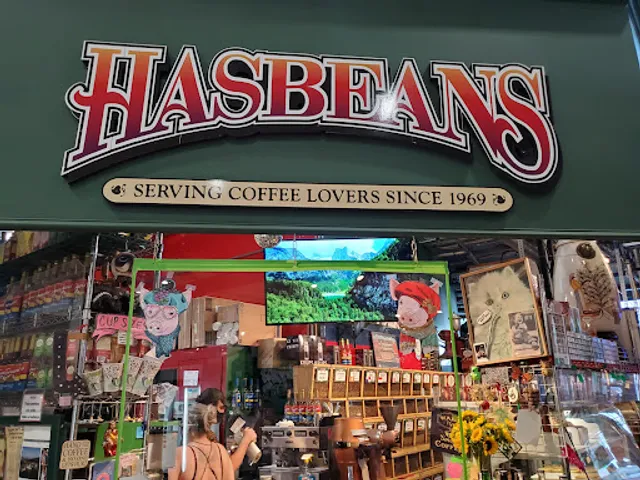 HASBEANS
SERVING COFFEE LOVERS SINCE 1969